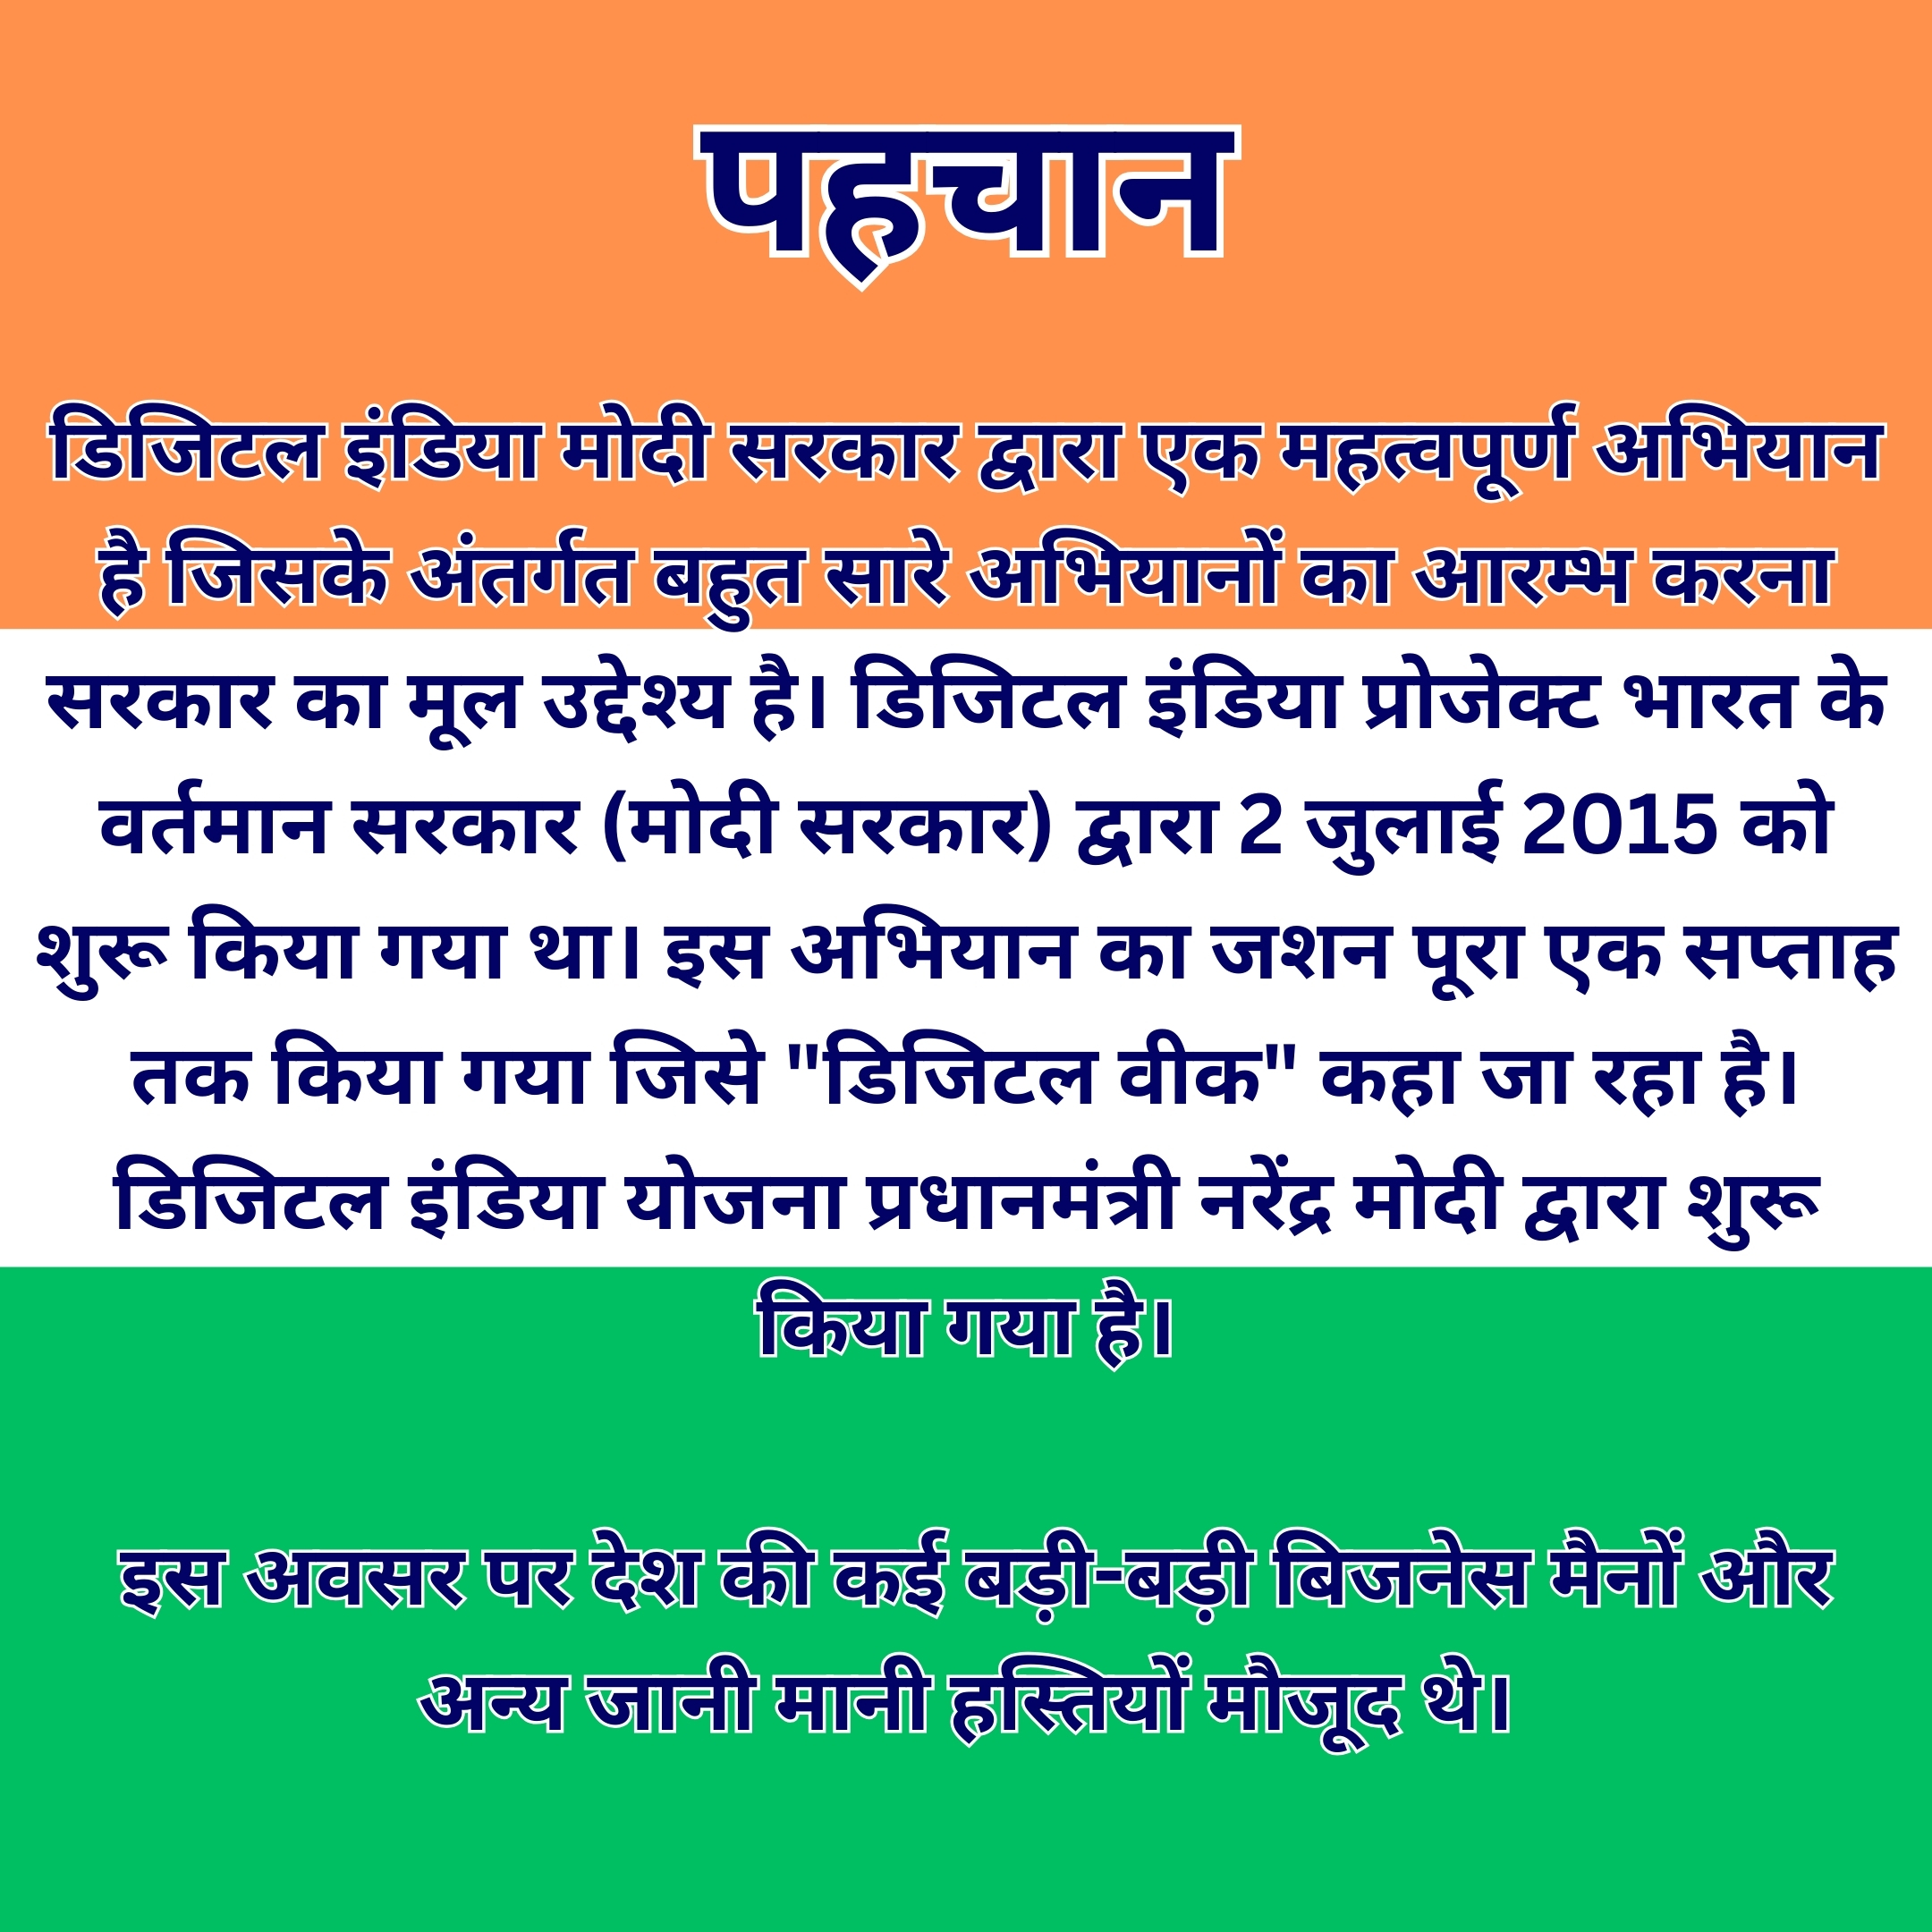 पहचान
डिजिटल इंडिया मोदी सरकार द्वारा एक महत्वपूर्ण अभियान
है जिसके अंतर्गत बहुत सारे अभियानों का आरम्भ करना
सरकार का मूल उद्देश्य है। डिजिटल इंडिया प्रोजेक्ट भारत के
वर्तमान सरकार (मोदी सरकार) द्वारा 2 जुलाई 2015 को
शुरू किया गया था। इस अभियान का जशन पूरा एक सप्ताह
तक किया गया जिसे "डिजिटल वीक" कहा जा रहा है।
डिजिटल इंडिया योजना प्रधानमंत्री नरेंद्र मोदी द्वारा शुरू
किया गया है।
इस अवसर पर देश की कई बड़ी-बड़ी बिजनेस मैनों और
अन्य जानी मानी हस्तियों मौजूद थे।